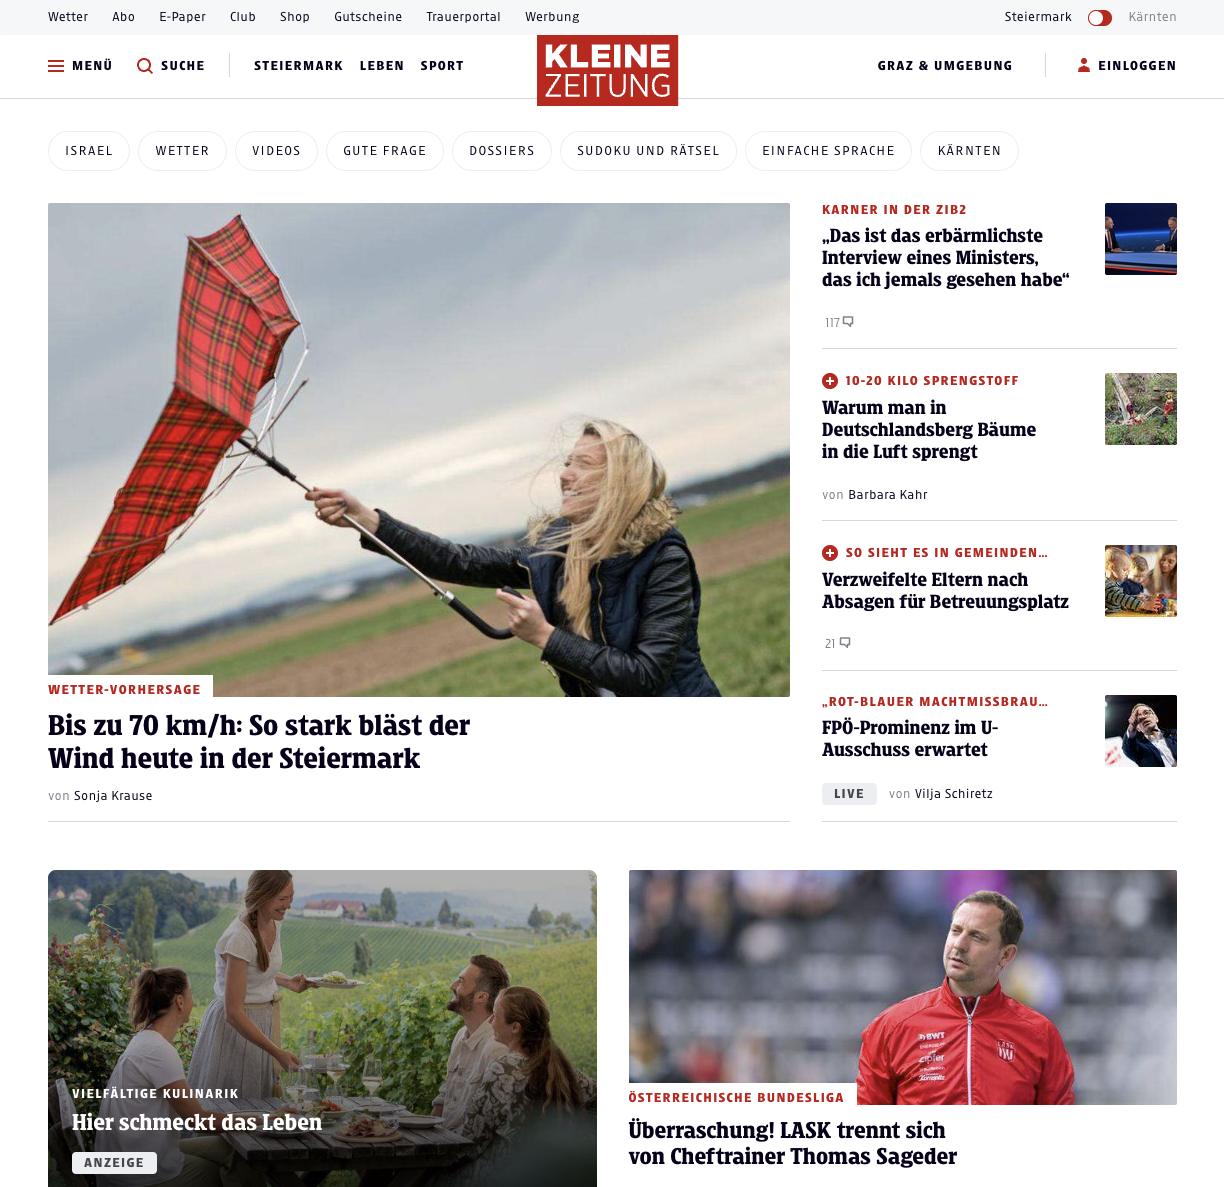 Wetter Abo E-Paper Club Shop Gutscheine Trauerportal Werbung Steiermark Kärnten
MENÜ SUCHE STEIERMARK LEBEN SPORT KLEINE ZEITUNG GRAZ & UMGEBUNG EINLOGGEN
ISRAEL WETTER VIDEOS GUTE FRAGE DOSSIERS SUDOKU UND RÄTSEL EINFACHE SPRACHE KÄRNTEN
WETTER-VORHERSAGE
Bis zu 70 km/h: So stark bläst der
Wind heute in der Steiermark
von Sonja Krause
KARNER IN DER ZIB2
„Das ist das erbärmlichste
Interview eines Ministers,
das ich jemals gesehen habe“
117
10-20 KILO SPRENGSTOFF
Warum man in
Deutschlandsberg Bäume
in die Luft sprengt
von Barbara Kahr
SO SIEHT ES IN GEMEINDEN…
Verzweifelte Eltern nach
Absagen für Betreuungsplatz
21
„ROT-BLAUER MACHTMISSBRAU…
FPÖ-Prominenz im U-
Ausschuss erwartet
LIVE von Vilja Schiretz
VIELFÄLTIGE KULINARIK
Hier schmeckt das Leben
ANZEIGE
BWT
LASK
zipfer
ÖSTERREICHISCHE BUNDESLIGA
Überraschung! LASK trennt sich
von Cheftrainer Thomas Sageder